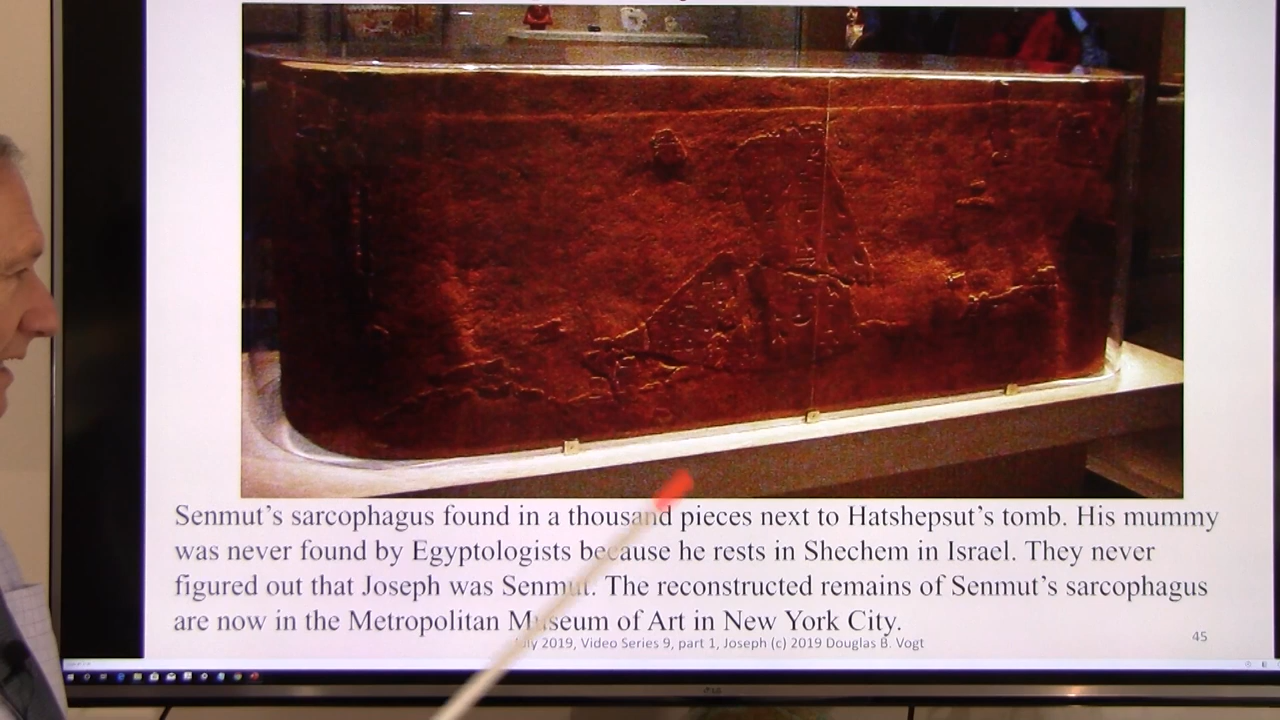 Senmut's sarcophagus found in a thousand pieces next to Hatshepsut's tomb. His mummy
was never found by Egyptologists because he rests in Shechem in Israel. They never
figured out that Joseph was Senmut. The reconstructed remains of Senmut's sarcophagus
are now in the Metropolitan Museum of Art in New York City.
July 2019, Video Series 9, part 1, Joseph (c) 2019 Douglas B. Vogt
45
LG